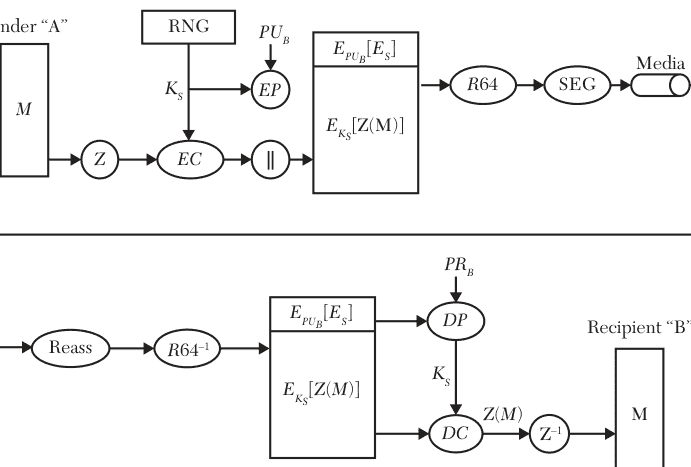 nder “A”
RNG
PU_B
E_{PU_B}[E_S]
Media
M
K_S
EP
R64
SEG
E_{K_S}[Z(M)]
Z
EC
||
PR_B
E_{PU_B}[E_S]
DP
Recipient “B”
Reass
R64⁻¹
K_S
E_{K_S}[Z(M)]
Z(M)
M
DC
Z⁻¹